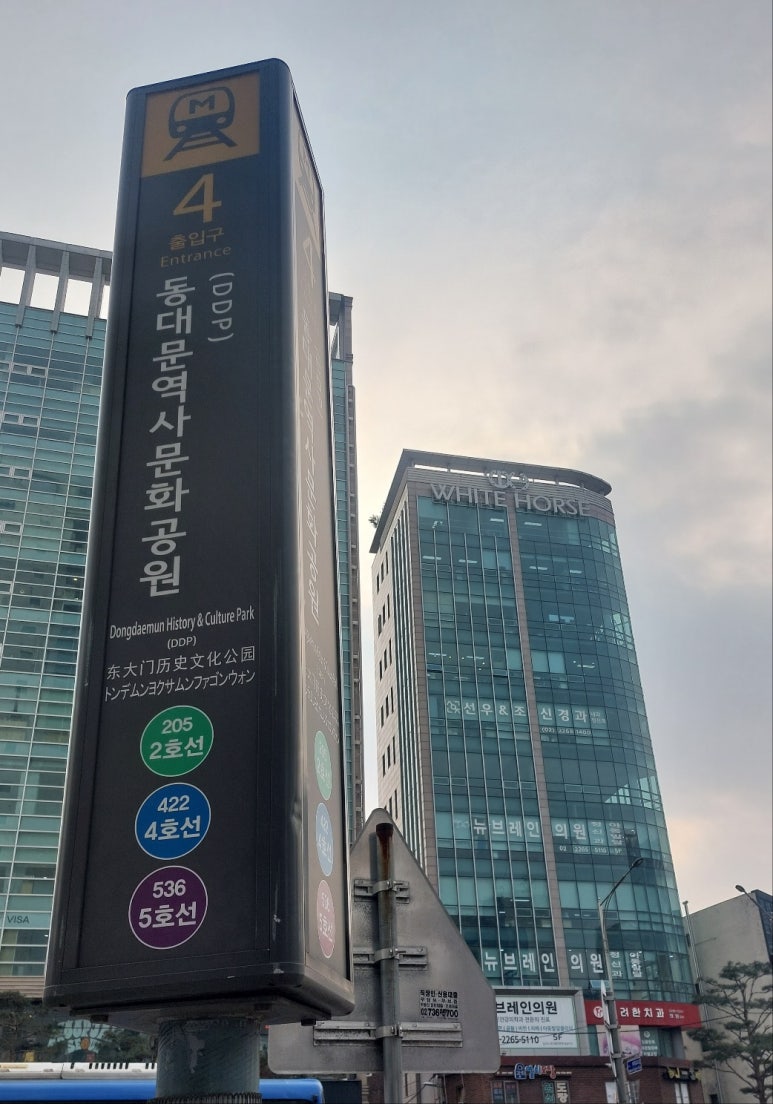 M
4
출입구
Entrance
동대문역사문화공원
(DDP)
Dongdaemun History & Culture Park
(DDP)
东大门历史文化公园
トンデムンヨクサムンファゴンウォン
205
2호선
422
4호선
536
5호선
VISA
WHITE HORSE
선우&조 신경과
뉴브레인 의원
뉴브레인 의원
브레인의원
2265-5110 5F
려한치과